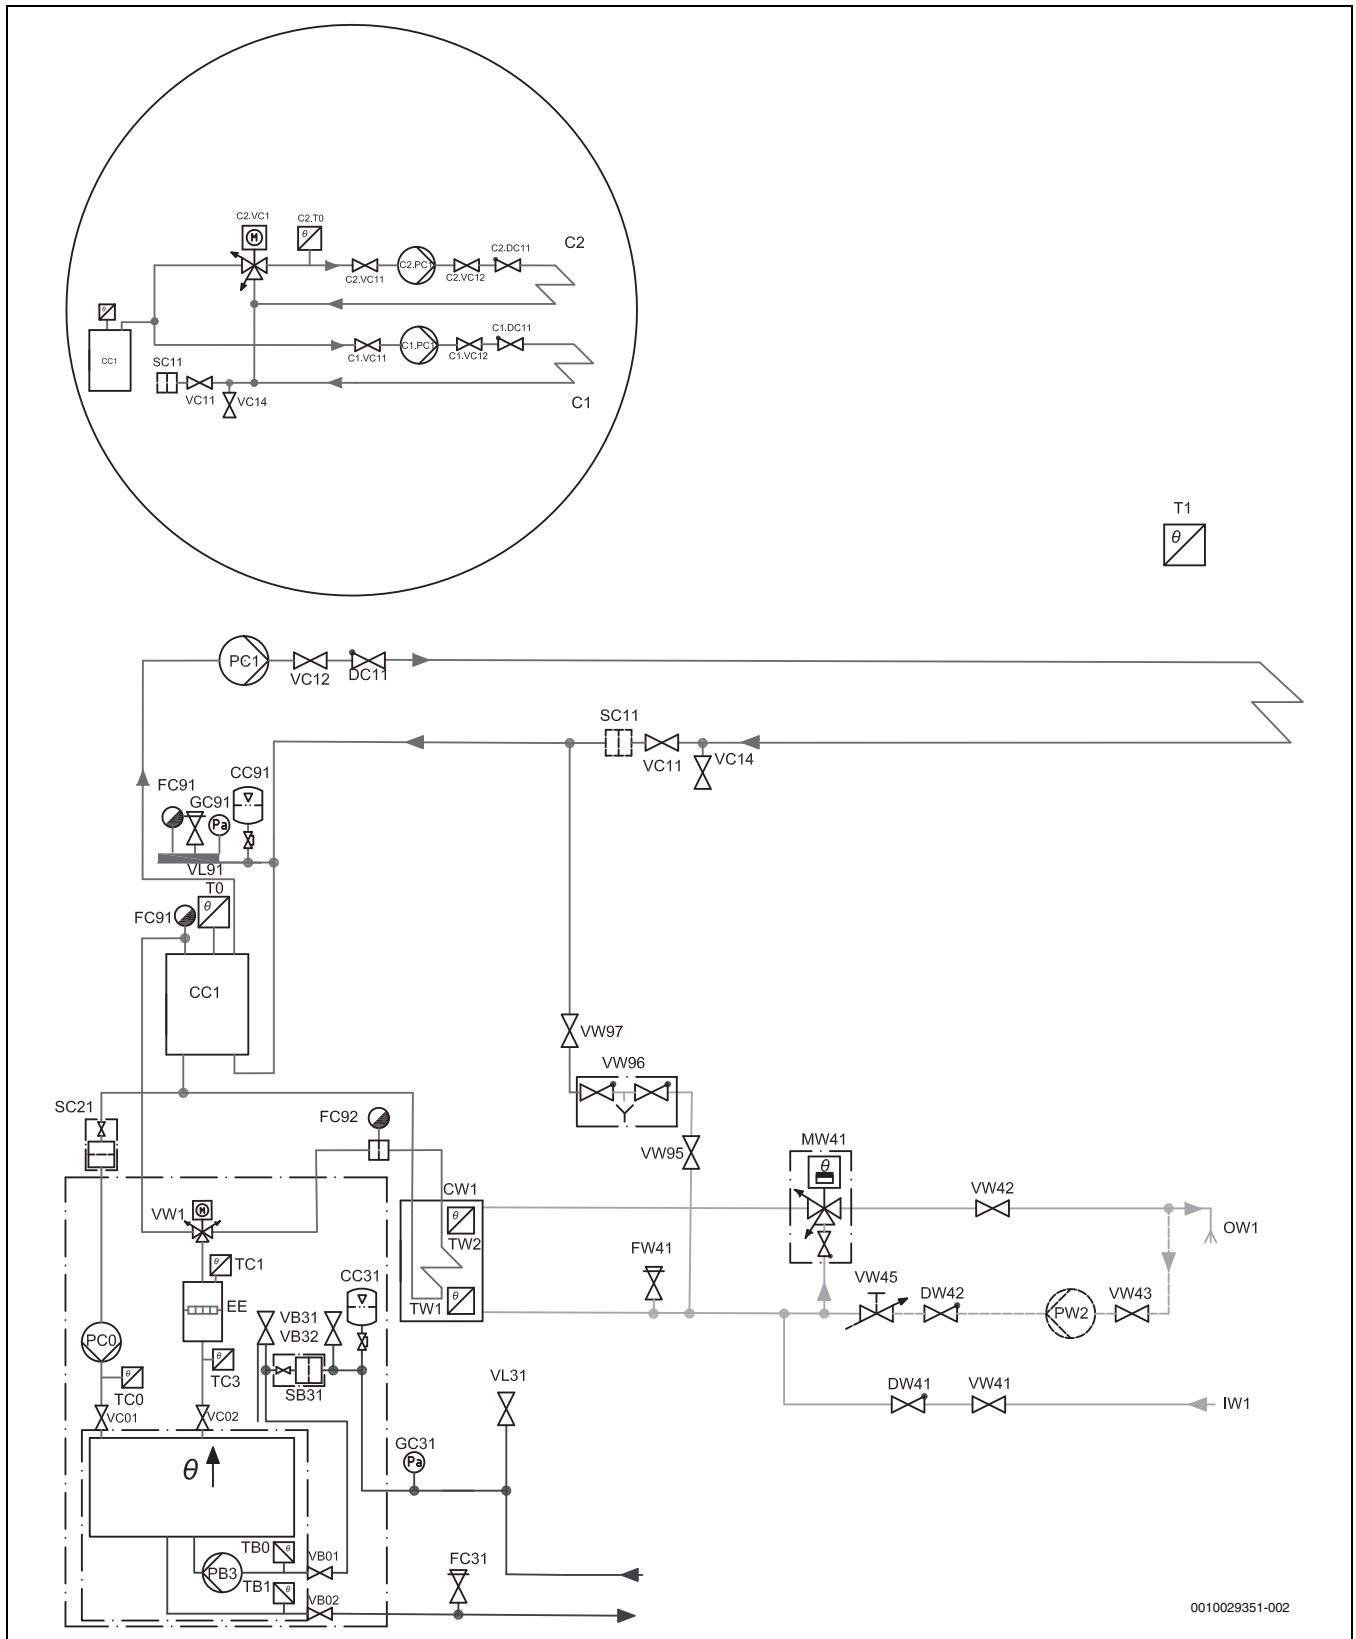 C2.VC1
C2.T0
θ
M
C2.DC11
C2
C2.PC1
C2.VC11
C2.VC12
θ
C1.DC11
C1.PC1
C1.VC11
C1.VC12
CC1
SC11
VC11
VC14
C1
T1
θ
PC1
VC12
DC11
SC11
VC11
VC14
FC91
CC91
GC91
Pa
VL91
T0
θ
FC91
CC1
VW97
VW96
SC21
FC92
VW95
MW41
θ
CW1
VW42
VW1
M
θ
TW2
OW1
TC1
θ
FW41
CC31
VW45
DW42
VW43
EE
TW1
θ
VB31
VB32
PW2
PC0
θ
TC3
θ
TC0
SB31
VL31
DW41
VW41
IW1
VC01
VC02
GC31
Pa
θ
TB0
θ
VB01
PB3
FC31
TB1
θ
VB02
0010029351-002